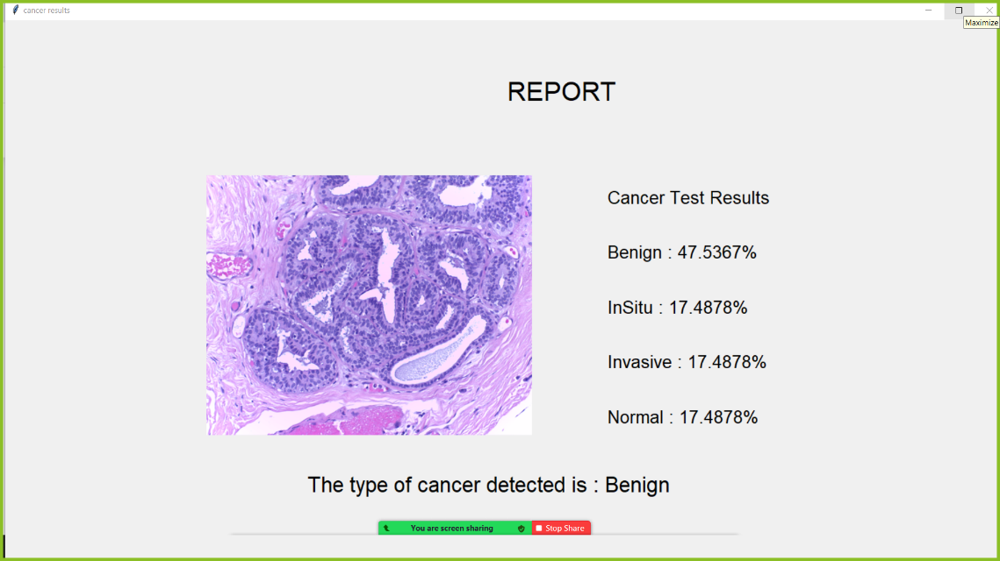 cancer results
Maximize
REPORT
Cancer Test Results
Benign : 47.5367%
InSitu : 17.4878%
Invasive : 17.4878%
Normal : 17.4878%
The type of cancer detected is : Benign
You are screen sharing
Stop Share